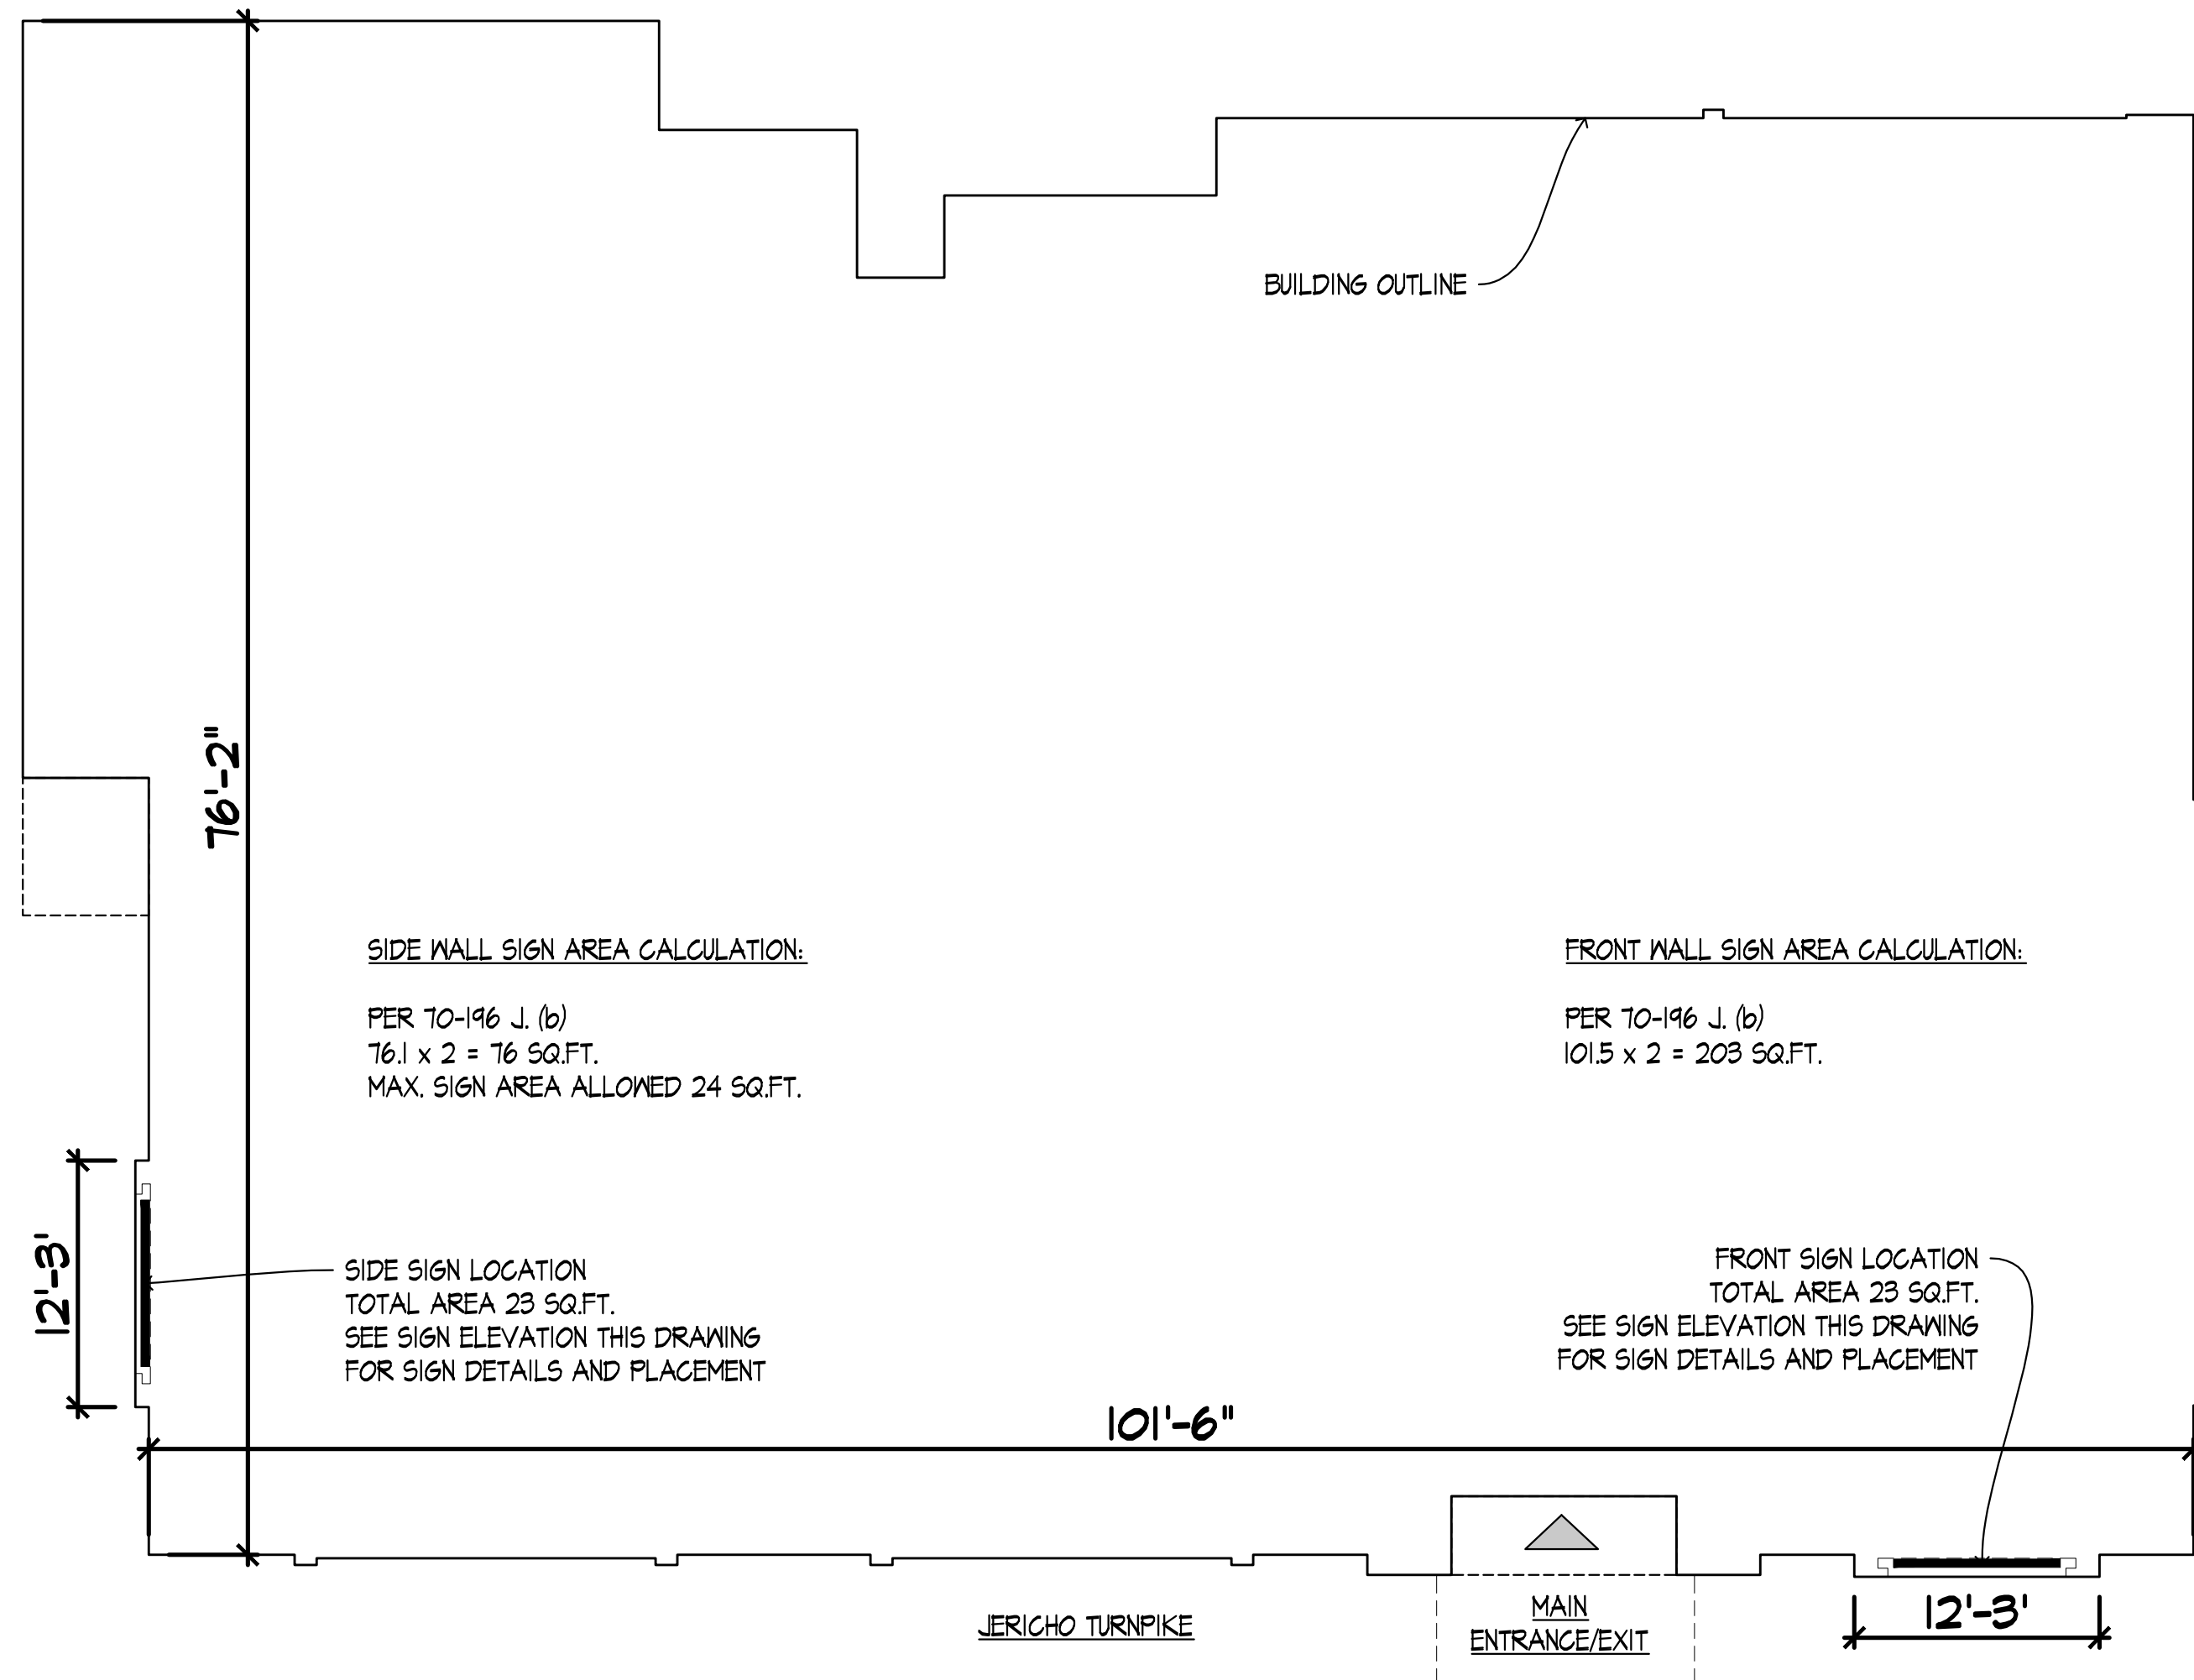 BUILDING OUTLINE
76'-2"
SIDE WALL SIGN AREA CALCULATION:
PER 70-196 J. (b)
76.1 x 2 = 76 SQ.FT.
MAX. SIGN AREA ALLOWED 24 SQ.FT.
FRONT WALL SIGN AREA CALCULATION:
PER 70-196 J. (b)
101.5 x 2 = 203 SQ.FT.
12'-3'
SIDE SIGN LOCATION
TOTAL AREA 23 SQ.FT.
SEE SIGN ELEVATION THIS DRAWING
FOR SIGN DETAILS AND PLACEMENT
FRONT SIGN LOCATION
TOTAL AREA 23 SQ.FT.
SEE SIGN ELEVATION THIS DRAWING
FOR SIGN DETAILS AND PLACEMENT
101'-6"
JERICHO TURNPIKE
MAIN
ENTRANCE/EXIT
12'-3'